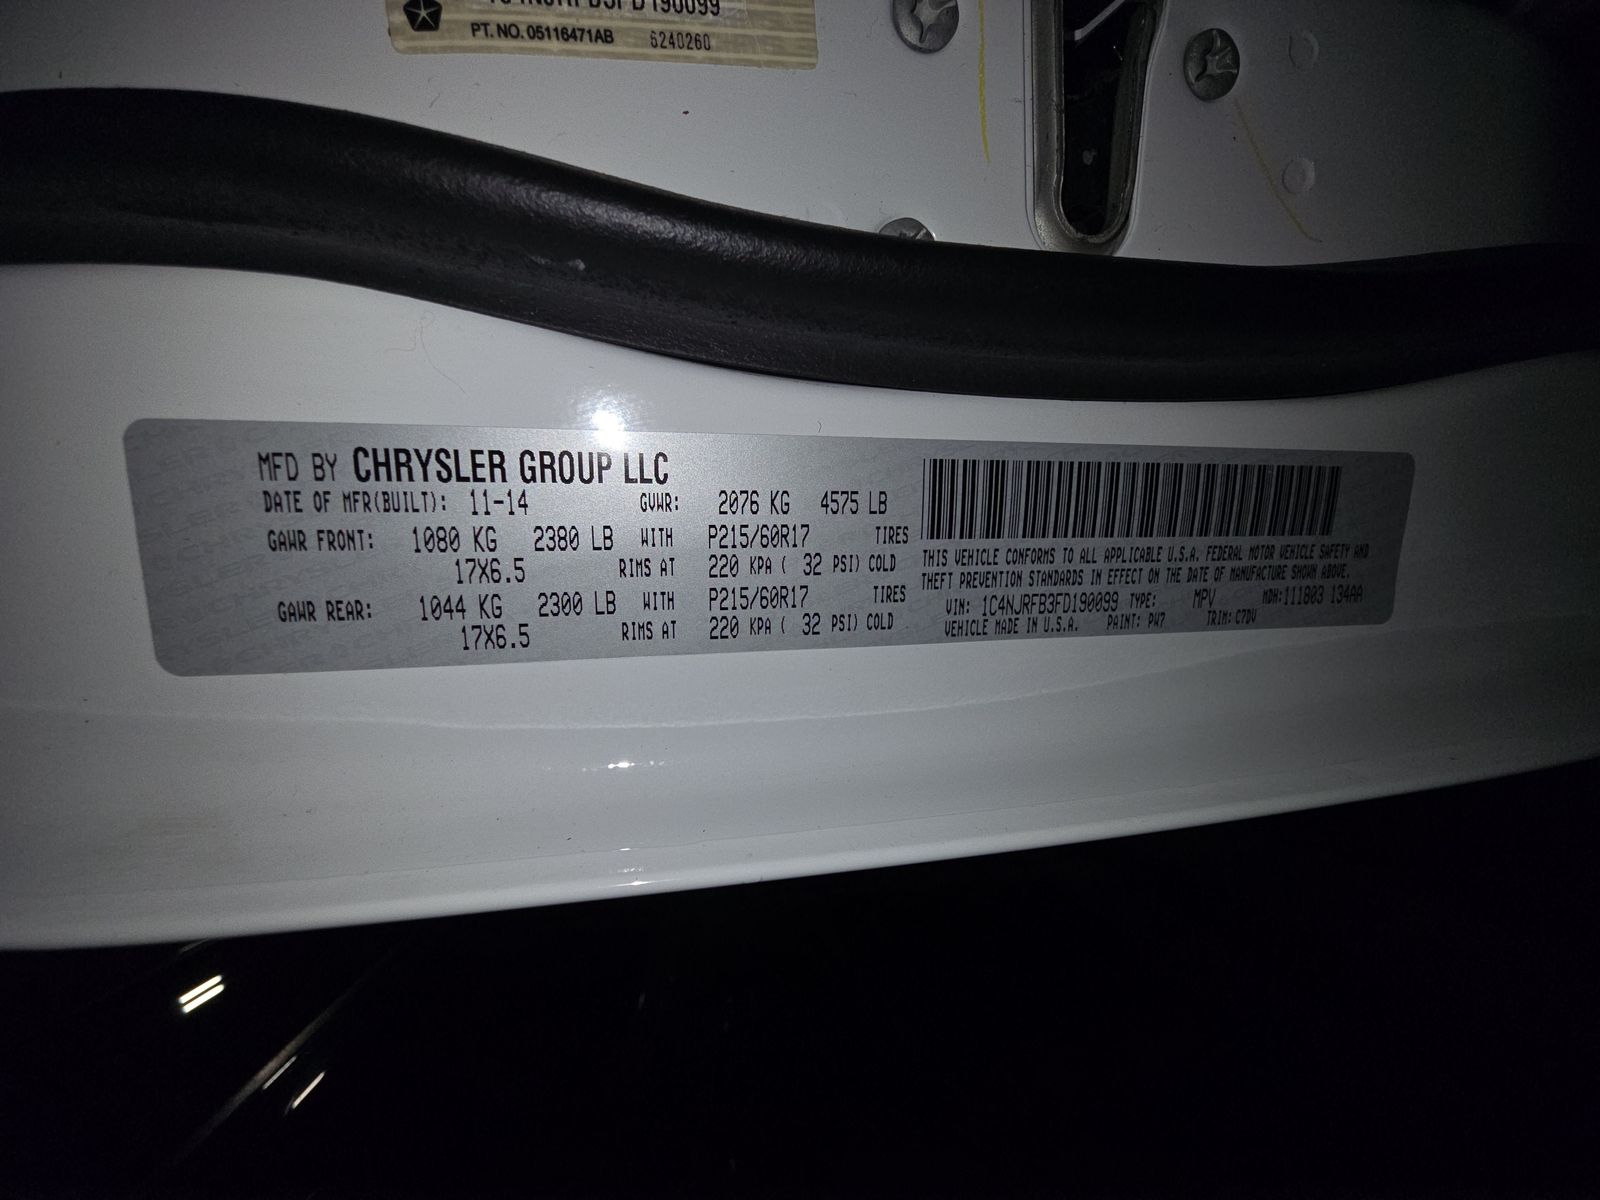 PT. NO. 05116471AB 6240260
MFD BY CHRYSLER GROUP LLC
DATE OF MFR(BUILT): 11-14 GVWR: 2076 KG 4575 LB
GAWR FRONT: 1080 KG 2380 LB WITH P215/60R17 TIRES
17X6.5 RIMS AT 220 KPA ( 32 PSI) COLD
GAWR REAR: 1044 KG 2300 LB WITH P215/60R17 TIRES
17X6.5 RIMS AT 220 KPA ( 32 PSI) COLD
THIS VEHICLE CONFORMS TO ALL APPLICABLE U.S.A. FEDERAL MOTOR VEHICLE SAFETY AND
THEFT PREVENTION STANDARDS IN EFFECT ON THE DATE OF MANUFACTURE SHOWN ABOVE.
VIN: 1C4NJRFB3FD190099 TYPE: MPV MDH:111803 134AA
VEHICLE MADE IN U.S.A. PAINT: PW7 TRIM: C7DV